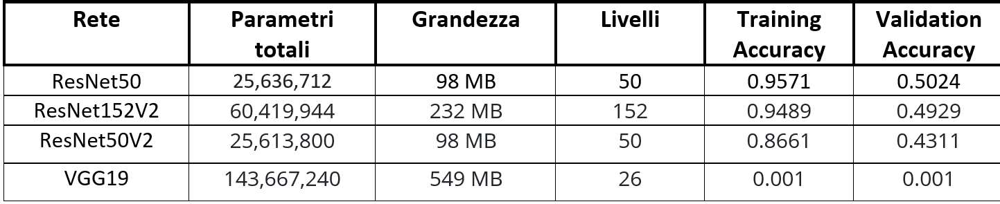 Rete Parametri totali Grandezza Livelli Training Accuracy Validation Accuracy
ResNet50 25,636,712 98 MB 50 0.9571 0.5024
ResNet152V2 60,419,944 232 MB 152 0.9489 0.4929
ResNet50V2 25,613,800 98 MB 50 0.8661 0.4311
VGG19 143,667,240 549 MB 26 0.001 0.001